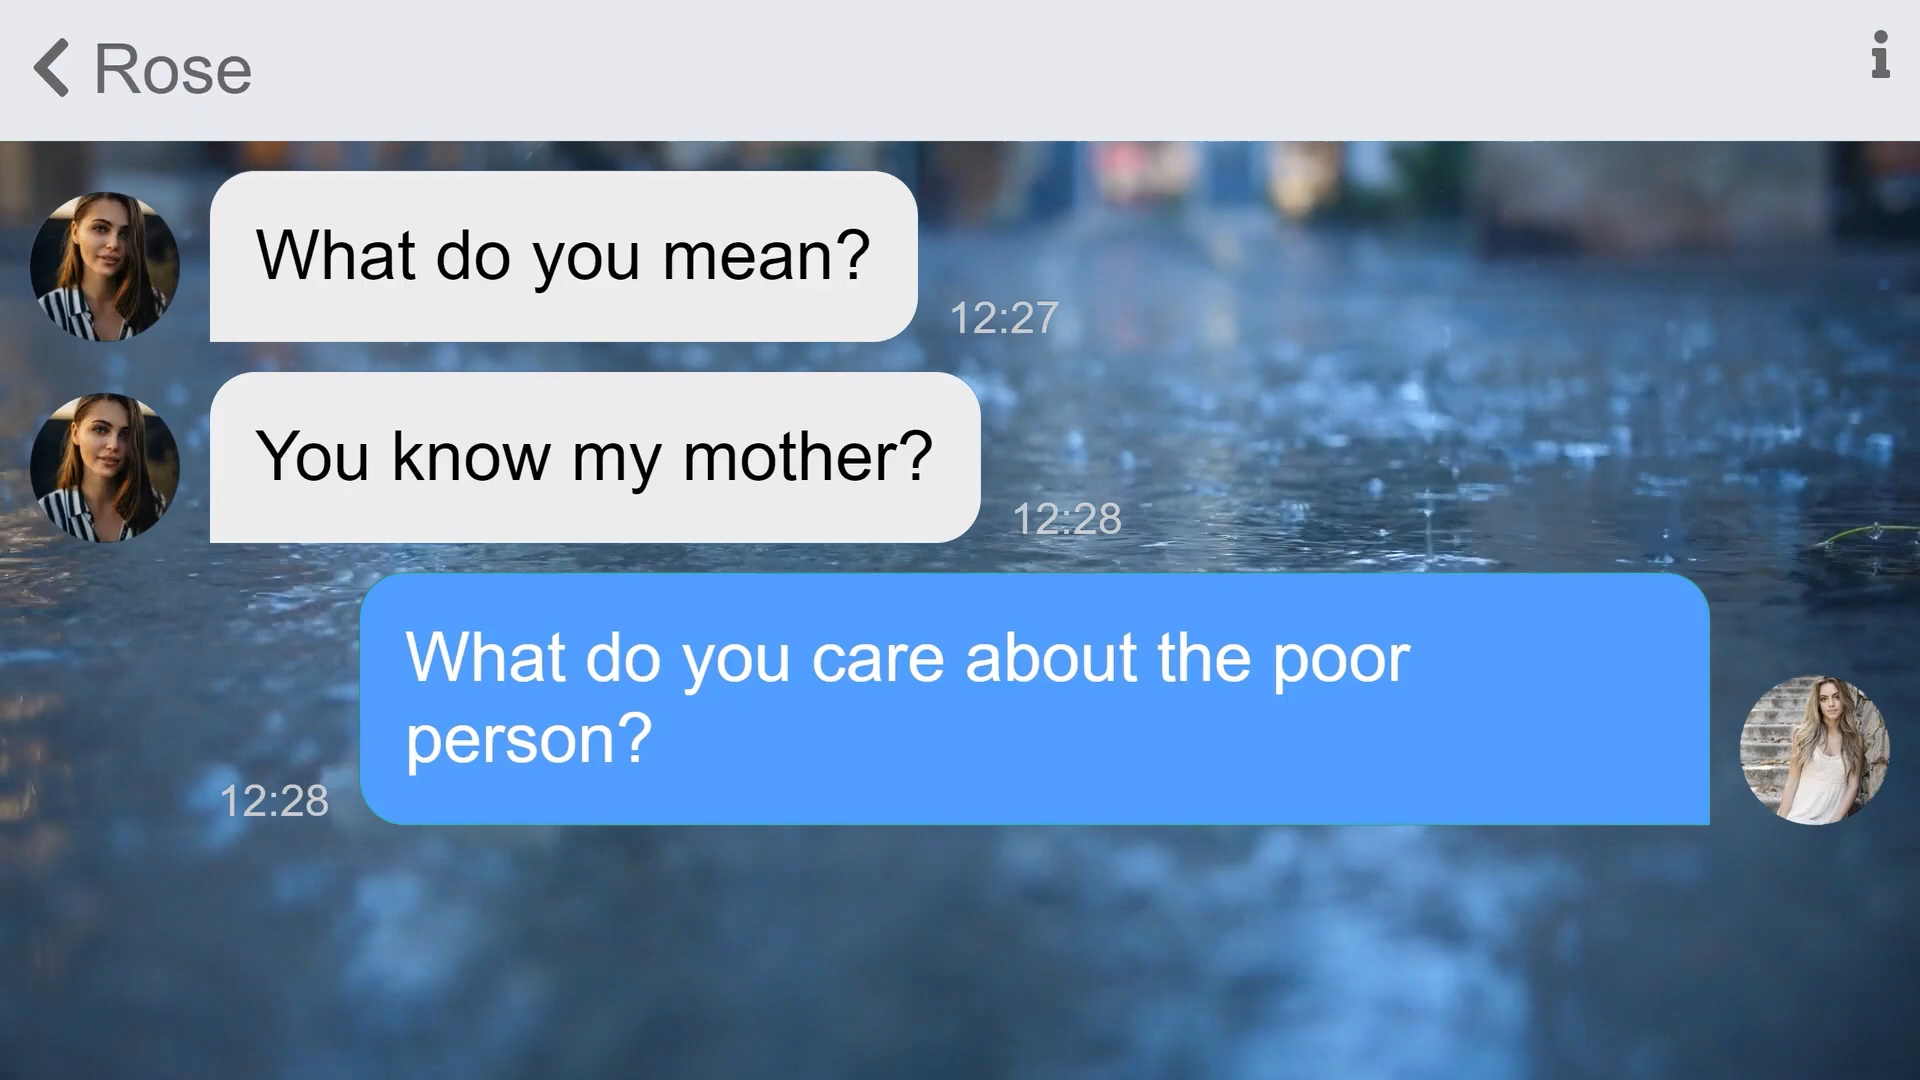 Rose
What do you mean?
12:27
You know my mother?
12:28
What do you care about the poor
person?
12:28